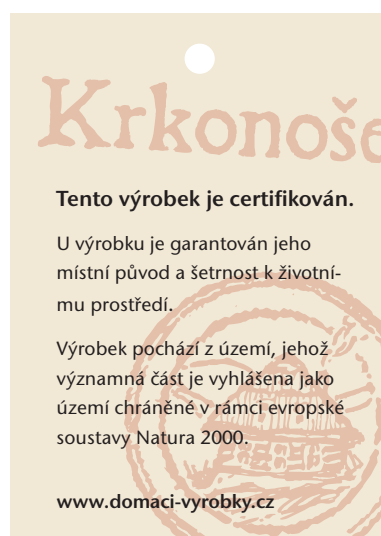 Krkonoše
Tento výrobek je certifikován.
U výrobku je garantován jeho
místní původ a šetrnost k životní-
mu prostředí.
Výrobek pochází z území, jehož
významná část je vyhlášena jako
území chráněné v rámci evropské
soustavy Natura 2000.
www.domaci-vyrobky.cz